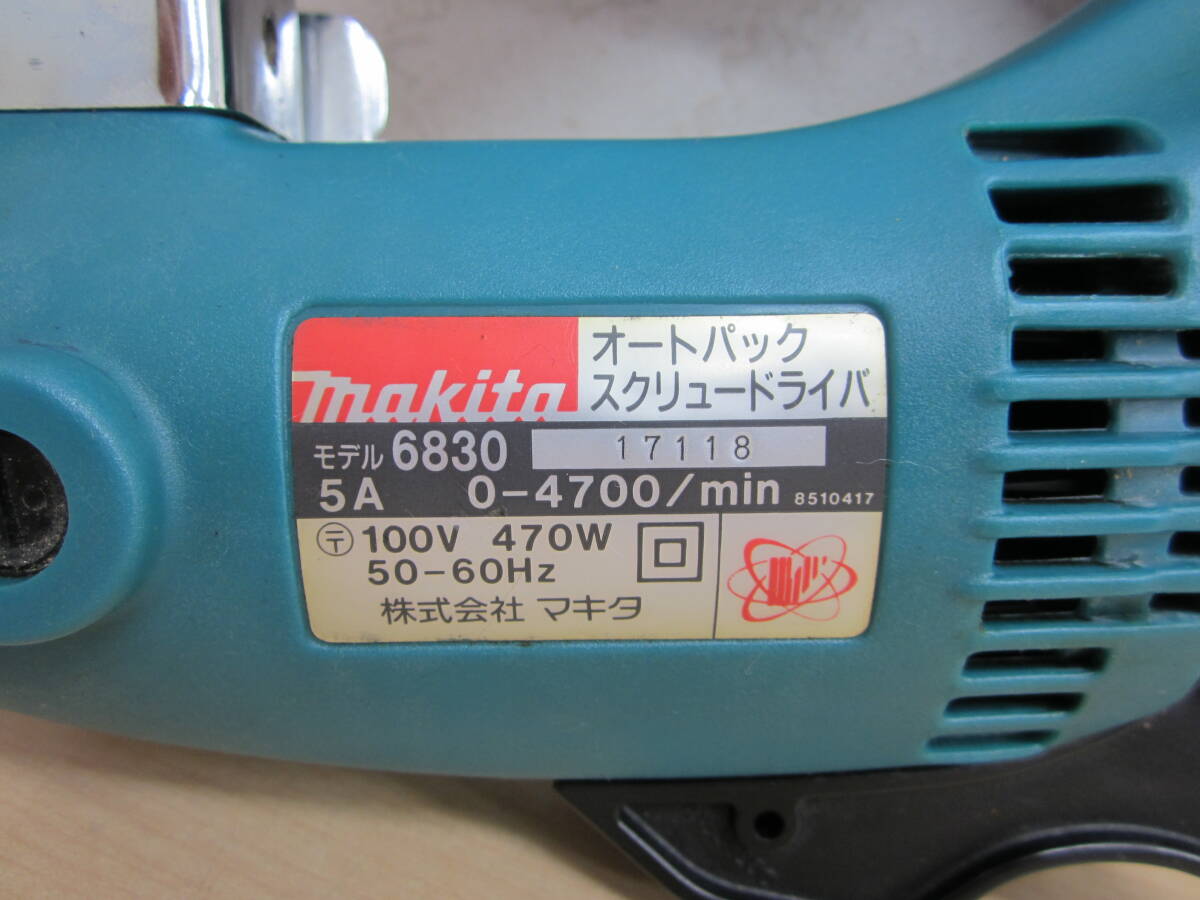 makita
オートパック
スクリュードライバ
モデル 6830 17118
5A 0-4700/min 8510417
〒 100V 470W
50-60Hz
株式会社 マキタ